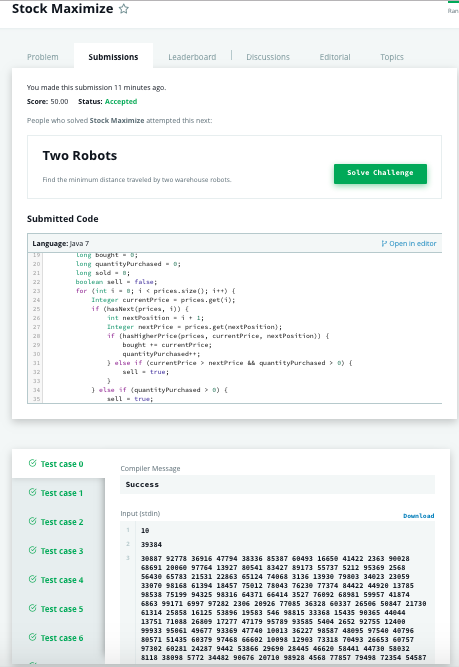 Stock Maximize
Ran
Problem
Submissions
Leaderboard
Discussions
Editorial
Topics
You made this submission 11 minutes ago.
Score: 50.00 Status: Accepted
People who solved Stock Maximize attempted this next:
Two Robots
Find the minimum distance traveled by two warehouse robots.
Solve Challenge
Submitted Code
Language: Java 7
Open in editor
19 long bought = 0;
20 long quantityPurchased = 0;
21 long sold = 0;
22 boolean sell = false;
23 for (int i = 0; i < prices.size(); i++) {
24 Integer currentPrice = prices.get(i);
25 if (hasNext(prices, i)) {
26 int nextPosition = i + 1;
27 Integer nextPrice = prices.get(nextPosition);
28 if (hasHigherPrice(prices, currentPrice, nextPosition)) {
29 bought += currentPrice;
30 quantityPurchased++;
31 } else if (currentPrice > nextPrice && quantityPurchased > 0) {
32 sell = true;
33 }
34 } else if (quantityPurchased > 0) {
35 sell = true;
Test case 0
Test case 1
Test case 2
Test case 3
Test case 4
Test case 5
Test case 6
Compiler Message
Success
Input (stdin)
Download
1 10
2 39384
3 30887 92778 36916 47794 38336 85387 60493 16650 41422 2363 90028
68691 20060 97764 13927 80541 83427 89173 55737 5212 95369 2568
56430 65783 21531 22863 65124 74068 3136 13930 79803 34023 23059
33070 98168 61394 18457 75012 78043 76230 77374 84422 44920 13785
98538 75199 94325 98316 64371 66414 3527 76092 68981 59957 41874
6863 99171 6997 97282 2306 20926 77085 36328 60337 26506 50847 21730
61314 25858 16125 53896 19583 546 98815 33368 15435 90365 44044
13751 71088 26809 17277 47179 95789 93585 5404 2652 92755 12400
99933 95061 49677 93369 47740 10013 36227 98587 48095 97540 40796
80571 51435 60379 97468 66602 10098 12903 73318 70493 26653 60757
97302 60281 24287 9442 53866 29690 28445 46620 58441 44730 58032
8118 38098 5772 34482 90676 20710 98928 4568 77857 79498 72354 54587